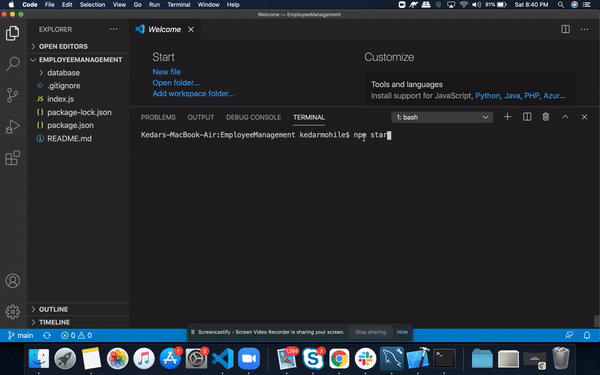 Code File Edit Selection View Go Run Terminal Window Help 81% Sat 8:40 PM
Welcome — EmployeeManagement
EXPLORER
Welcome
OPEN EDITORS
EMPLOYEEMANAGEMENT
database
.gitignore
JS index.js
package-lock.json
package.json
README.md
OUTLINE
TIMELINE
Start
New file
Open folder...
Add workspace folder...
Customize
Tools and languages
Install support for JavaScript, Python, Java, PHP, Azur...
PROBLEMS OUTPUT DEBUG CONSOLE TERMINAL 1: bash
Kedars-MacBook-Air:EmployeeManagement kedarmohile$ npm star
Screencastify - Screen Video Recorder is sharing your screen. Stop sharing Hide
main 0 0